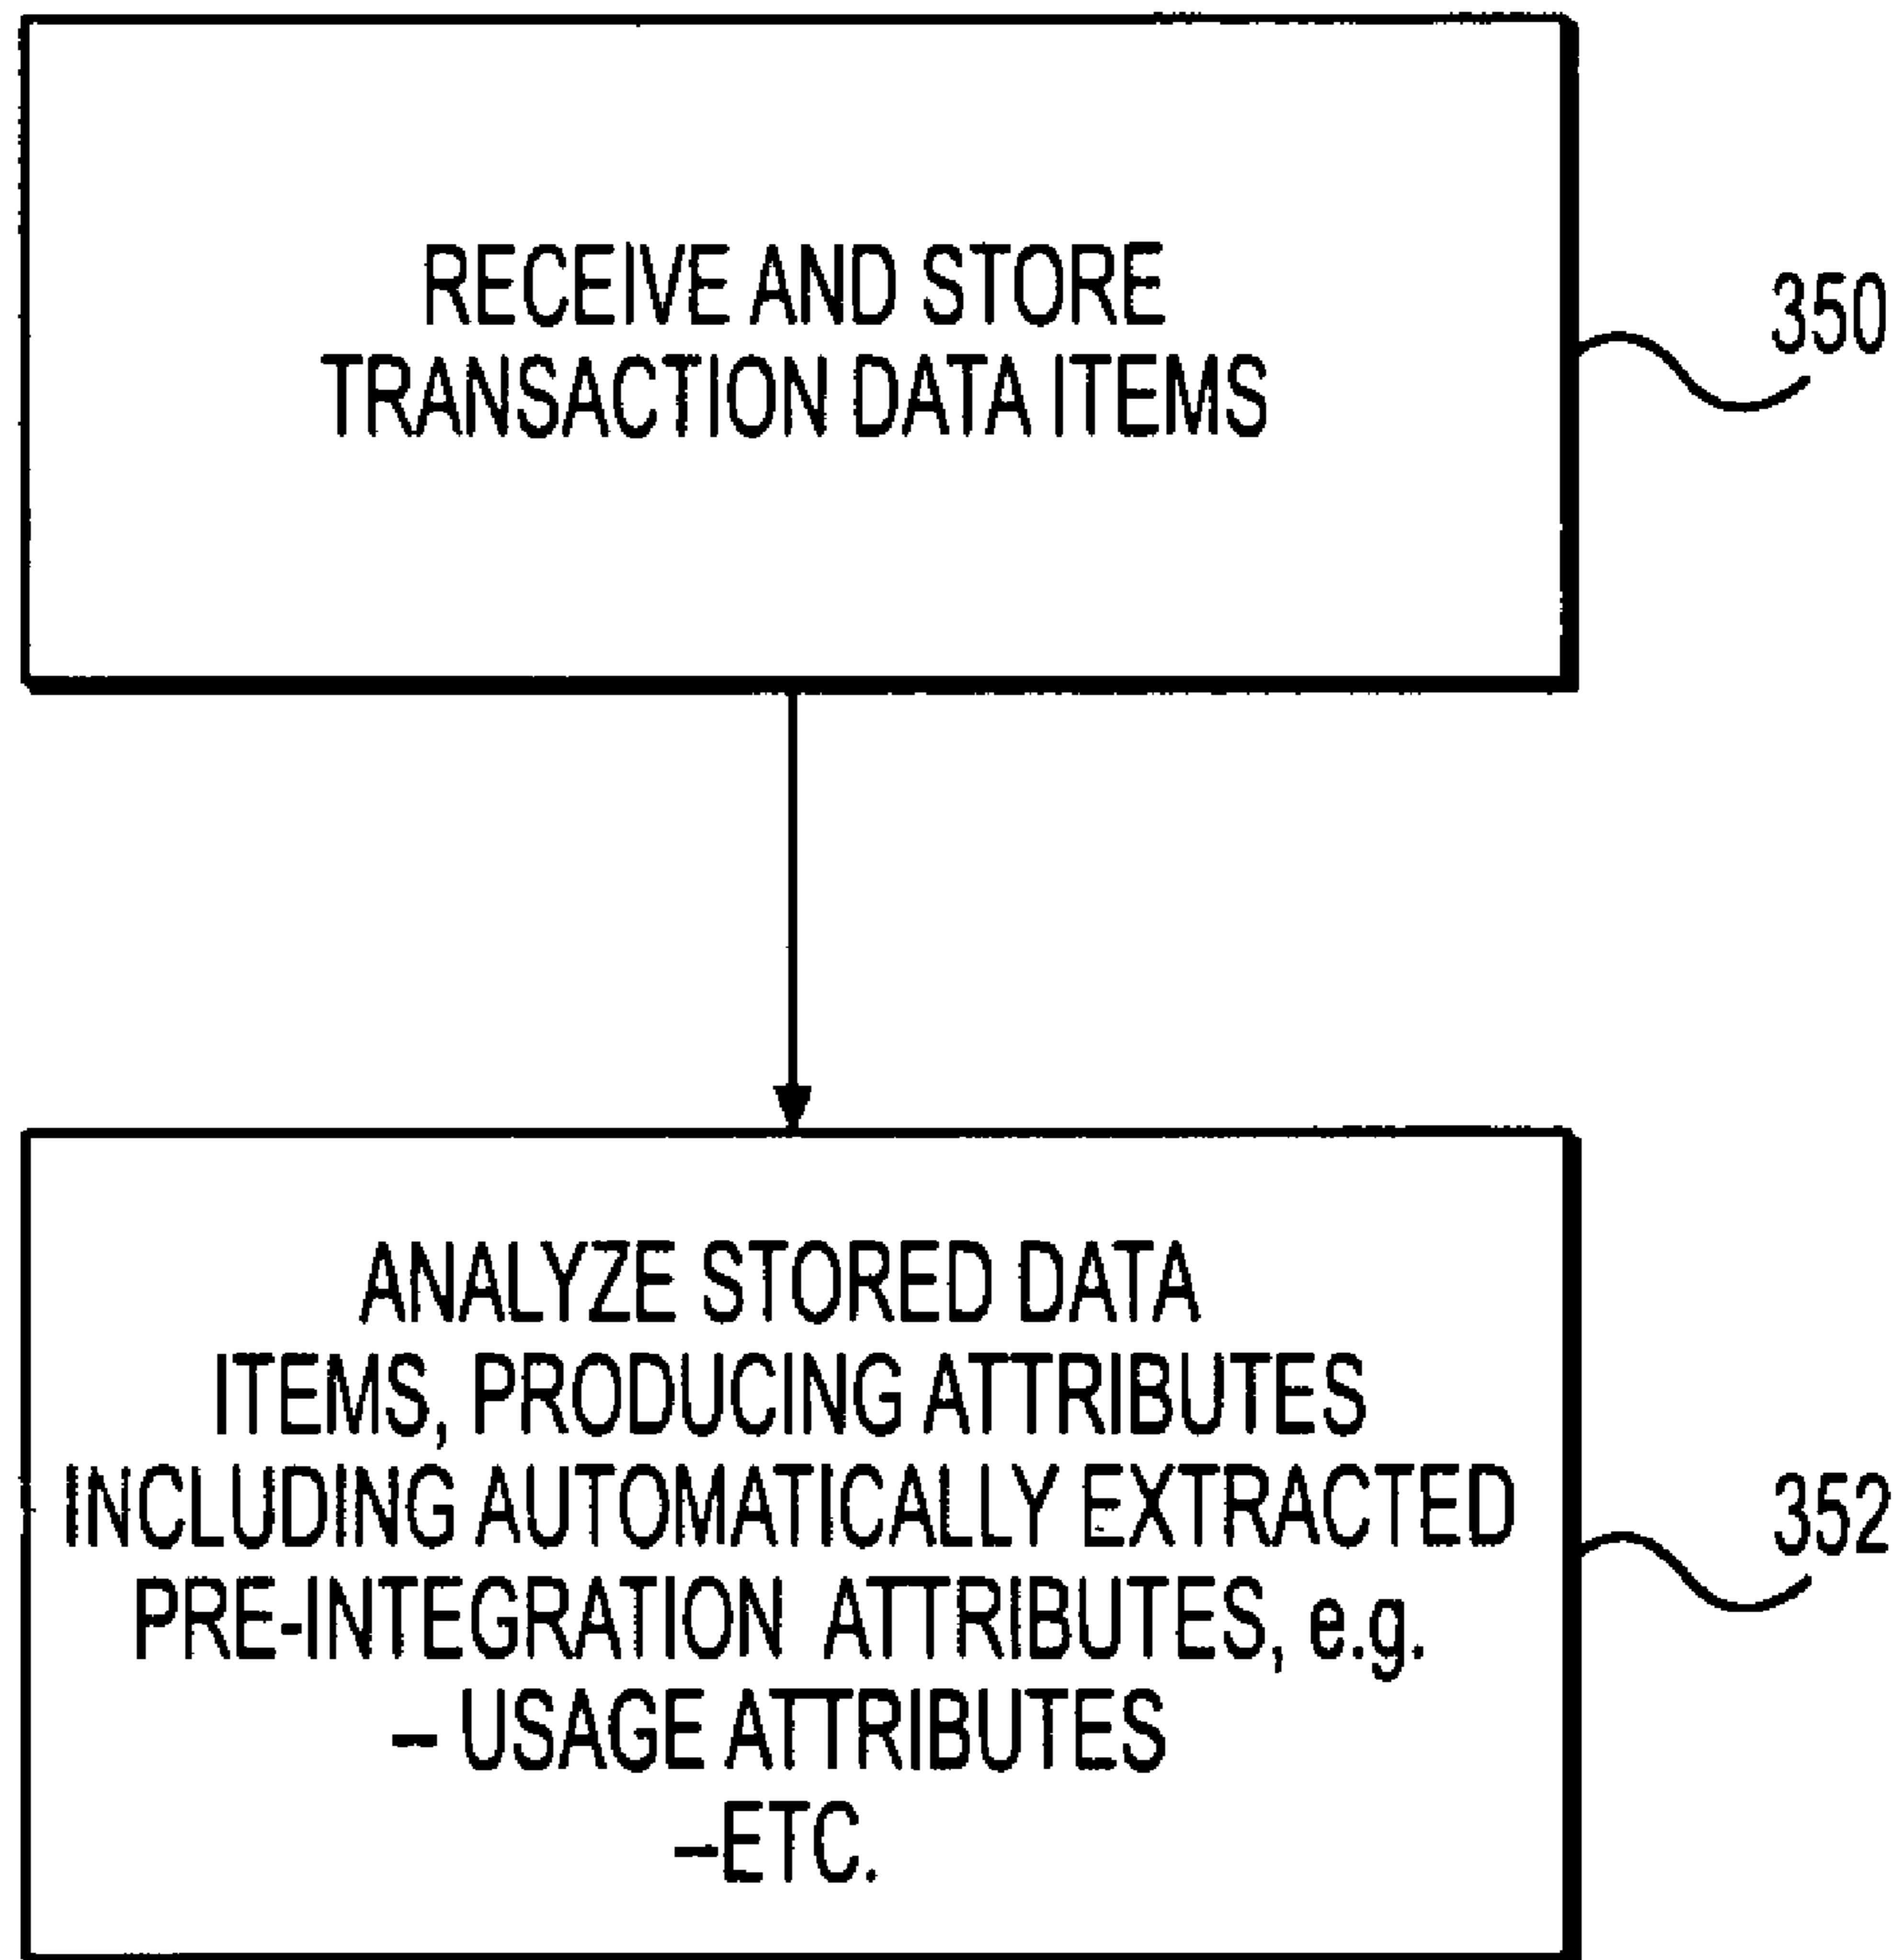 RECEIVE AND STORE
TRANSACTION DATA ITEMS
350
ANALYZE STORED DATA
ITEMS, PRODUCING ATTRIBUTES
INCLUDING AUTOMATICALLY EXTRACTED
PRE-INTEGRATION ATTRIBUTES, e.g.
– USAGE ATTRIBUTES
–ETC.
352